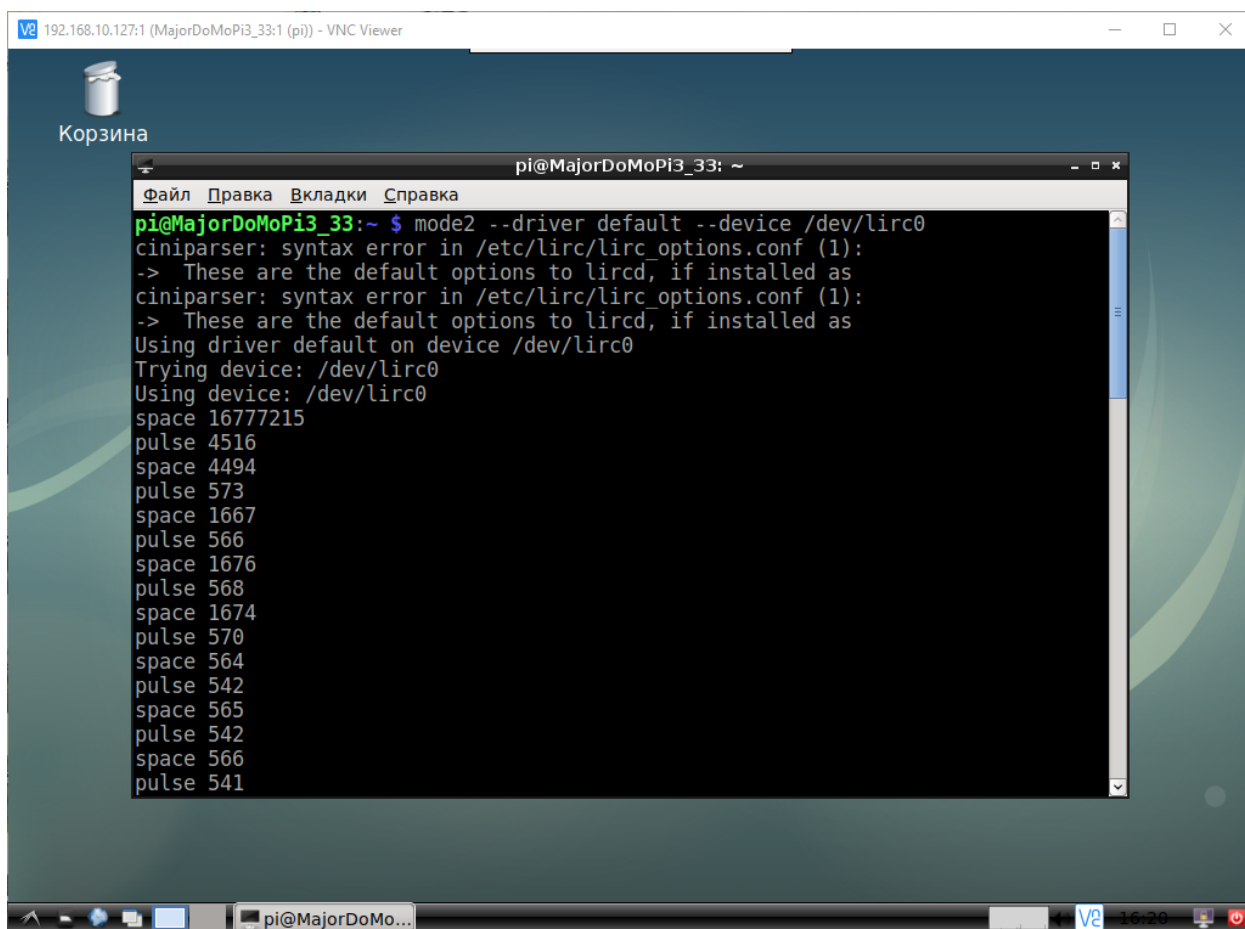 192.168.10.127:1 (MajorDoMoPi3_33:1 (pi)) - VNC Viewer
Корзина
pi@MajorDoMoPi3_33: ~
Файл Правка Вкладки Справка
pi@MajorDoMoPi3_33:~ $ mode2 --driver default --device /dev/lirc0
ciniparser: syntax error in /etc/lirc/lirc_options.conf (1):
-> These are the default options to lircd, if installed as
ciniparser: syntax error in /etc/lirc/lirc_options.conf (1):
-> These are the default options to lircd, if installed as
Using driver default on device /dev/lirc0
Trying device: /dev/lirc0
Using device: /dev/lirc0
space 16777215
pulse 4516
space 4494
pulse 573
space 1667
pulse 566
space 1676
pulse 568
space 1674
pulse 570
space 564
pulse 542
space 565
pulse 542
space 566
pulse 541
pi@MajorDoMo...
16:20